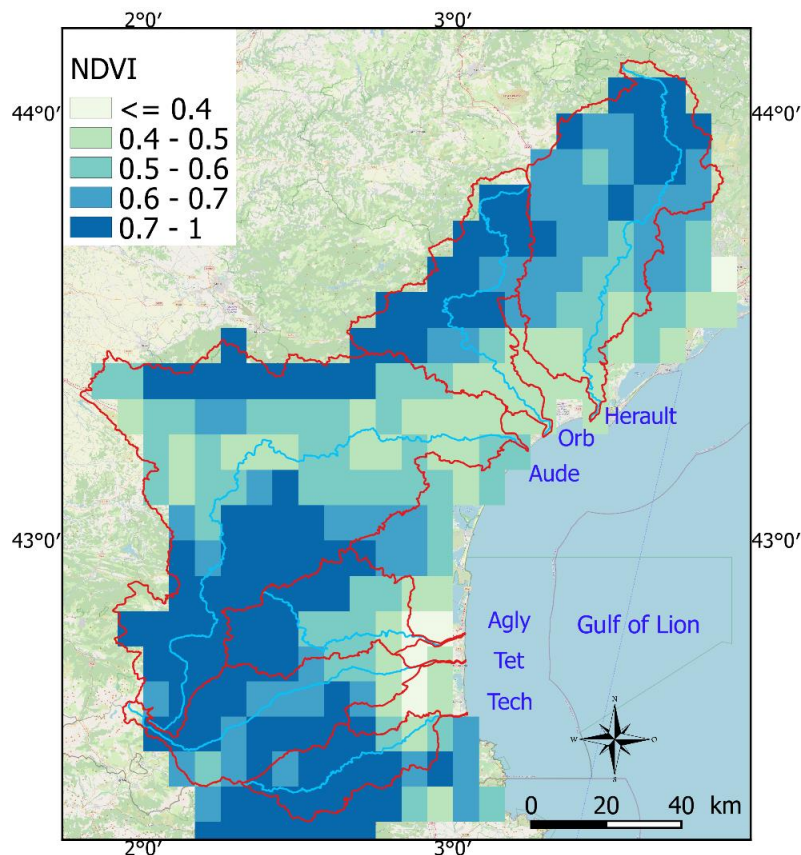 2°0' 3°0'
NDVI
<= 0.4
0.4 - 0.5
0.5 - 0.6
0.6 - 0.7
0.7 - 1
44°0' 44°0'
Herault
Orb
Aude
43°0' 43°0'
Agly
Gulf of Lion
Tet
Tech
N
W O
S
0 20 40 km
2°0' 3°0'